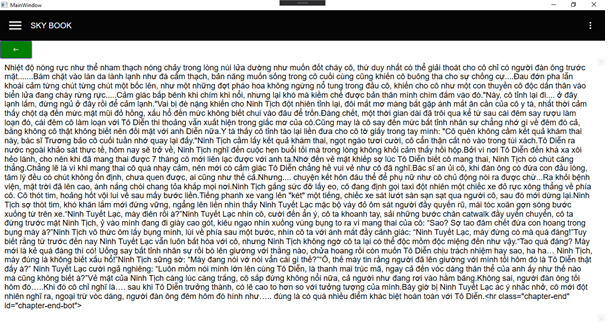 MainWindow
SKY BOOK
Nhiệt độ nóng rực như thể nham thạch nóng chảy trong lòng núi lửa dường như muốn đốt cháy cô, thứ duy nhất có thể giải thoát cho cô chỉ có người đàn ông trước
mặt.......Bám chặt vào làn da lành lạnh như đá cẩm thạch, bản năng muốn sống trong cô cuối cùng cũng khiến cô buông tha cho sự chống cự....Đau đớn pha lẫn
khoái cảm từng chút từng chút một bốc lên, như một những đợt pháo hoa không ngừng nổ tung trong đầu cô, khiến cho cô như một con thuyền cô độc dần thân vào
biển lửa đang cháy rừng rực.....Cảm giác bấp bênh khi chìm khi nổi, nhưng lại khó mà kiềm chế được bản thân mình chìm đắm vào đó."Này, cô tỉnh lại đi.... ở đây
lạnh lắm, đừng ngủ ở đây rồi để cảm lạnh."Vai bị đè nặng khiến cho Ninh Tịch đột nhiên tỉnh lại, đôi mắt mơ màng bắt gặp ánh mắt ân cần của cô y tá, nhất thời cảm
thấy chột dạ đến mức mặt mũi đỏ hồng, xấu hổ đến mức không biết chui vào đâu để trốn.Đáng chết, một thời gian dài đã trôi qua kể từ sau cái đêm say rượu làm
loạn đó, cái đêm cô làm loạn với Tô Diễn thi thoảng vẫn xuất hiện trong giấc mơ của cô.Cũng may là cô say đến mức bất tỉnh nhân sự chẳng nhớ gì về đêm đó cả,
bằng không cô thật không biết nên đối mặt với anh Diễn nữa.Y tá thấy cô tỉnh táo lại liền đưa cho cô tờ giấy trong tay mình: "Cô quên không cầm kết quả khám thai
này, bác sĩ Trương bảo cô cuối tuần nhớ quay lại đấy."Ninh Tịch cầm lấy kết quả khám thai, ngọt ngào tươi cười, cô cẩn thận cất nó vào trong túi xách.Tô Diễn ra
nước ngoài khảo sát thực tế, hôm nay sẽ trở về, Ninh Tịch nghĩ đến cuộc hẹn buổi tối mà trong lòng không khỏi cảm thấy hồi hộp.Bởi vì nơi Tô Diễn đến khá xa xôi
hẻo lánh, cho nên khi đã mang thai được 7 tháng cô mới liên lạc được với anh ta.Nhớ đến vẻ mặt khiếp sợ lúc Tô Diễn biết cô mang thai, Ninh Tịch có chút căng
thẳng.Chẳng lẽ là vì khi mang thai cô quá nhạy cảm, nên mới có cảm giác Tô Diễn chẳng hề vui vẻ như cô đã nghĩ.Bác sĩ an ủi cô, khi đàn ông có đứa con đầu lòng,
tâm lý đều có chút không ổn định, chưa quen được, ai cũng như thế cả.Nhưng.... chuyện kết hôn đâu thể để phụ nữ như cô chủ động nói ra được chứ...Ra khỏi bệnh
viện, mặt trời đã lên cao, ánh nắng chói chang tỏa khắp mọi nơi.Ninh Tịch gắng sức đỡ lấy eo, cô đang định gọi taxi đột nhiên một chiếc xe đỏ rực xông thẳng về phía
cô. Cô thót tim, hoảng hốt vội lui về sau mấy bước liền.Tiếng phanh xe vang lên "két" một tiếng, chiếc xe sát lướt sàn sạn sạt qua người cô, sau đó mới dừng lại.Ninh
Tịch sợ thót tim, khó khăn lắm mới đứng vững, ngẩng lên liền nhìn thấy Ninh Tuyết Lạc mặc bộ váy đỏ ôm sát người đầy quyến rũ, mái tóc xoăn gợn sóng bước
xuống từ trên xe."Ninh Tuyết Lạc, mày điên rồi à?"Ninh Tuyết Lạc nhìn cô, cười đến ẩn ý, cô ta khoanh tay, sải những bước chân catwalk đầy uyển chuyển, cô ta
đứng trước mặt Ninh Tịch, ý vào mình đang đi giày cao gót, kiêu ngạo nhìn xuống vùng bụng to ra vì mang thai của cô: "Sao? Sợ tao đâm chết đứa con hoang trong
bụng mày à?"Ninh Tịch vô thức ôm lấy bụng mình, lùi về phía sau một bước, nhìn cô ta với ánh mắt đầy cảnh giác: "Ninh Tuyết Lạc, mày đừng có mà quá đáng!"Tuy
biết rằng từ trước đến nay Ninh Tuyết Lạc vẫn luôn bất hòa với cô, nhưng Ninh Tịch không ngờ cô ta lại có thể độc mồm độc miệng đến như vậy."Tao quá đáng? Mày
mới là kẻ quá đáng thì có! Uổng say bất tỉnh nhân sự rồi bò lên giường với thằng nào, chửa hoang rồi còn muốn Tô Diễn chịu trách nhiệm hay sao, ha ha... Ninh Tịch,
mày đúng là không biết xấu hổ!"Ninh Tịch sững sờ: "Mày đang nói vớ nói vẩn cái gì thế?""Ồ, thế mày tin rằng người đã lên giường với mình tối hôm đó là Tô Diễn thật
đấy à?" Ninh Tuyết Lạc cười ngã nghiêng: "Luôn mồm nói mình lớn lên cùng Tô Diễn, là thanh mai trúc mã, ngay cả đến vóc dáng thân thể của anh ấy như thế nào
mà cũng không biết à?"Vẻ mặt của Ninh Tịch càng lúc càng trắng, cô sắp đứng không nổi nữa, cả người như đang rơi vào hầm băng.Không sai, người đàn ông tối
hôm đó.....Khi đó cô chỉ nghĩ là.... sau khi Tô Diễn trưởng thành, có lẽ cao to hơn so với tưởng tượng của mình.Bây giờ bị Ninh Tuyết Lạc ác ý nhắc nhở, cô mới đột
nhiên nghĩ ra, ngoại trừ vóc dáng, người đàn ông đêm hôm đó hình như..... đúng là có quá nhiều điểm khác biệt hoàn toàn với Tô Diễn.<hr class="chapter-end"
id="chapter-end-bot">